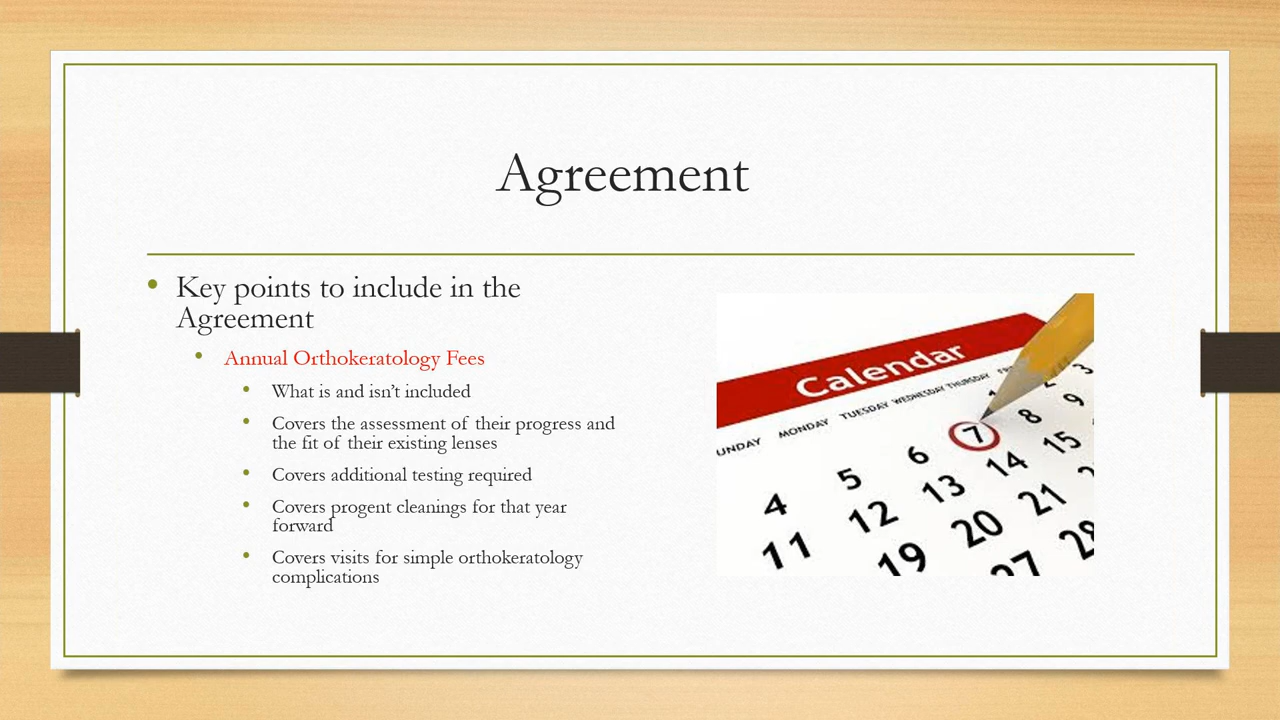 Agreement
• Key points to include in the
Agreement
• Annual Orthokeratology Fees
• What is and isn’t included
• Covers the assessment of their progress and
the fit of their existing lenses
• Covers additional testing required
• Covers progent cleanings for that year
forward
• Covers visits for simple orthokeratology
complications
Calendar
UNDAY MONDAY TUESDAY WEDNESDAY THURSDAY
4 5 6 7 8 9
11 12 13 14 15
19 20 21
27 28